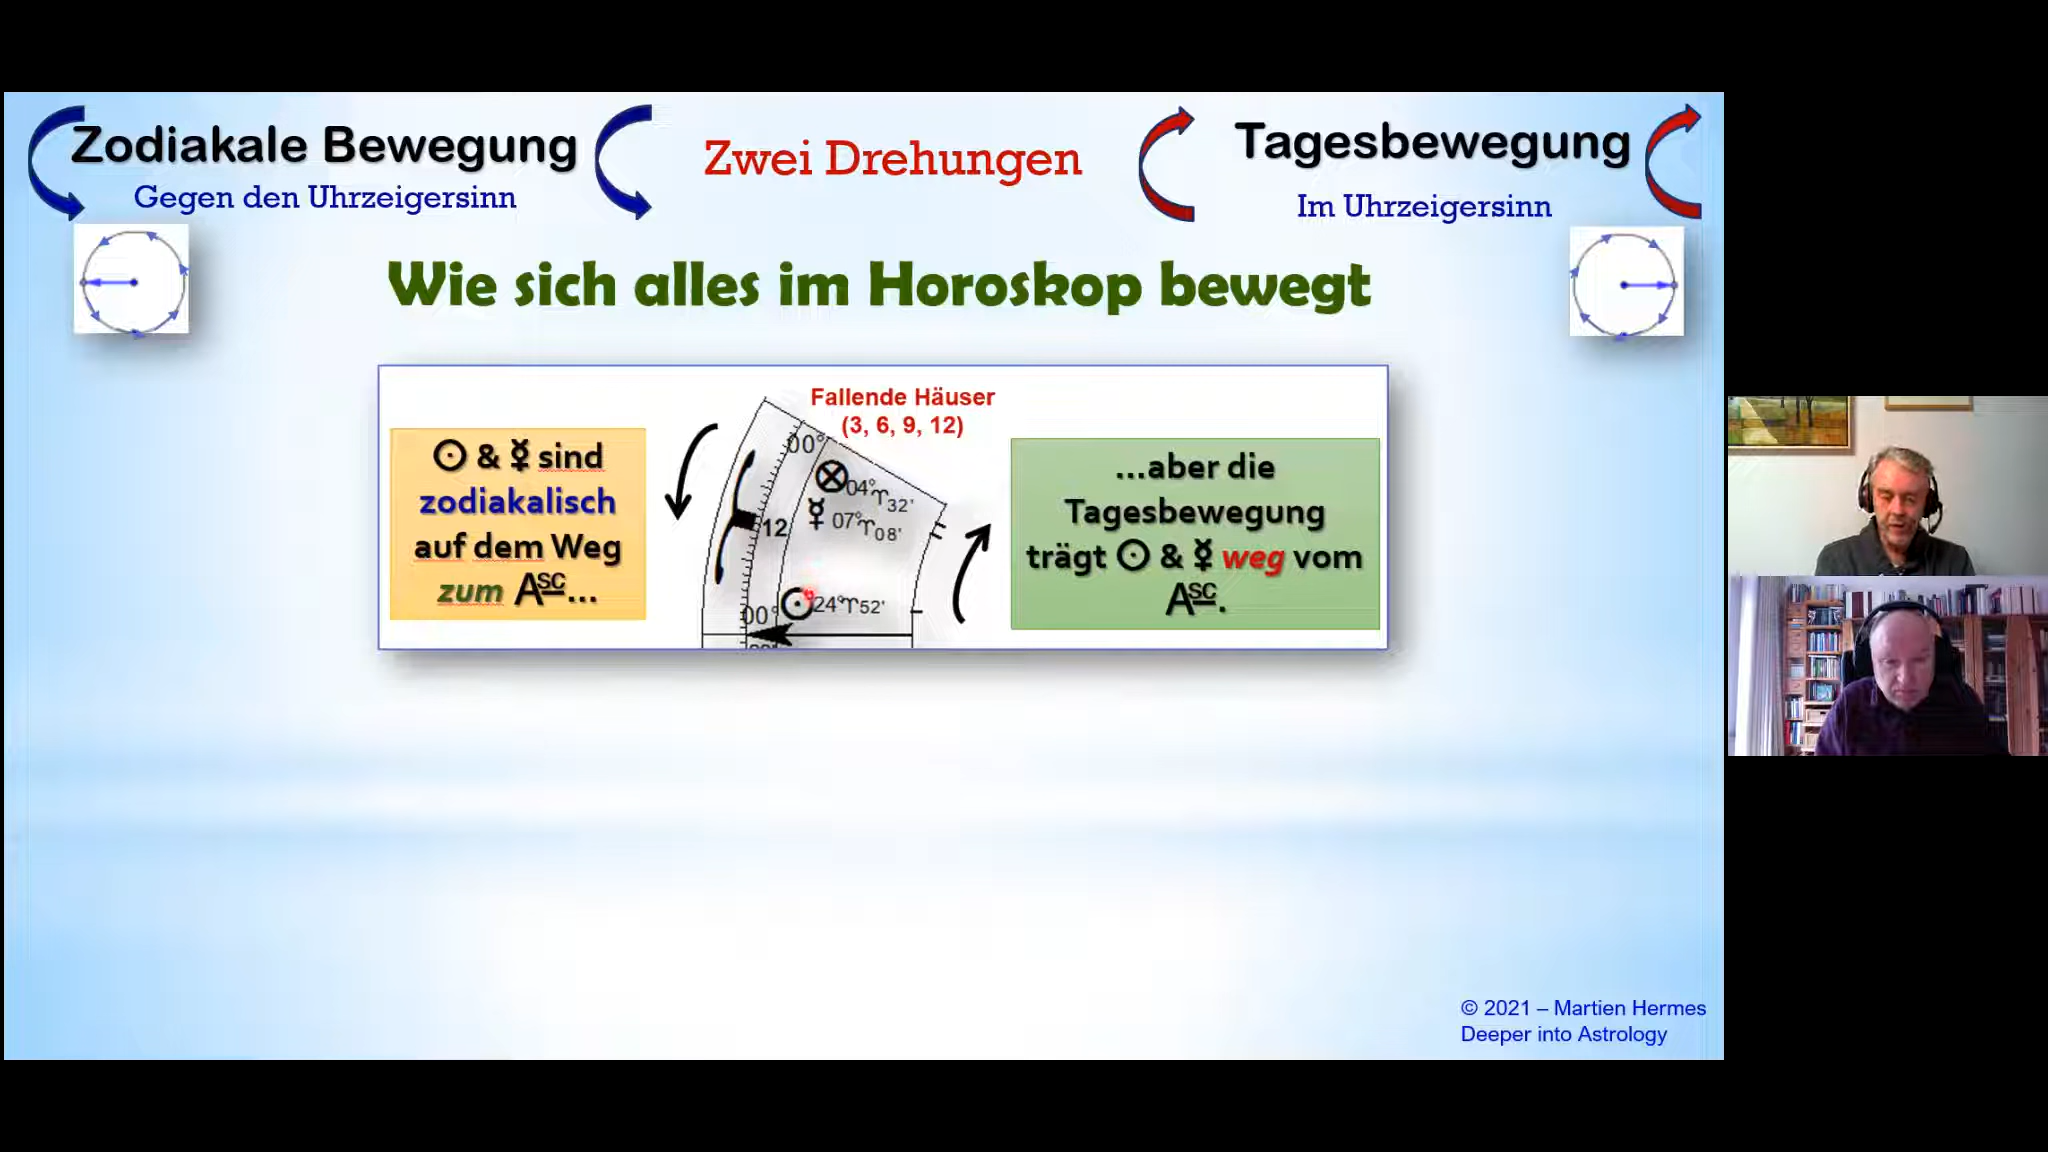 Zodiakale Bewegung
Gegen den Uhrzeigersinn
Zwei Drehungen
Tagesbewegung
Im Uhrzeigersinn
Wie sich alles im Horoskop bewegt
☉ & ☿ sind
zodiakalisch
auf dem Weg
zum Asc...
Fallende Häuser
(3, 6, 9, 12)
00°
⊗ 04° ♈ 32'
☿ 07° ♈ 08'
12
☉ 24° ♈ 52'
00°
...aber die
Tagesbewegung
trägt ☉ & ☿ weg vom
Asc.
© 2021 – Martien Hermes
Deeper into Astrology